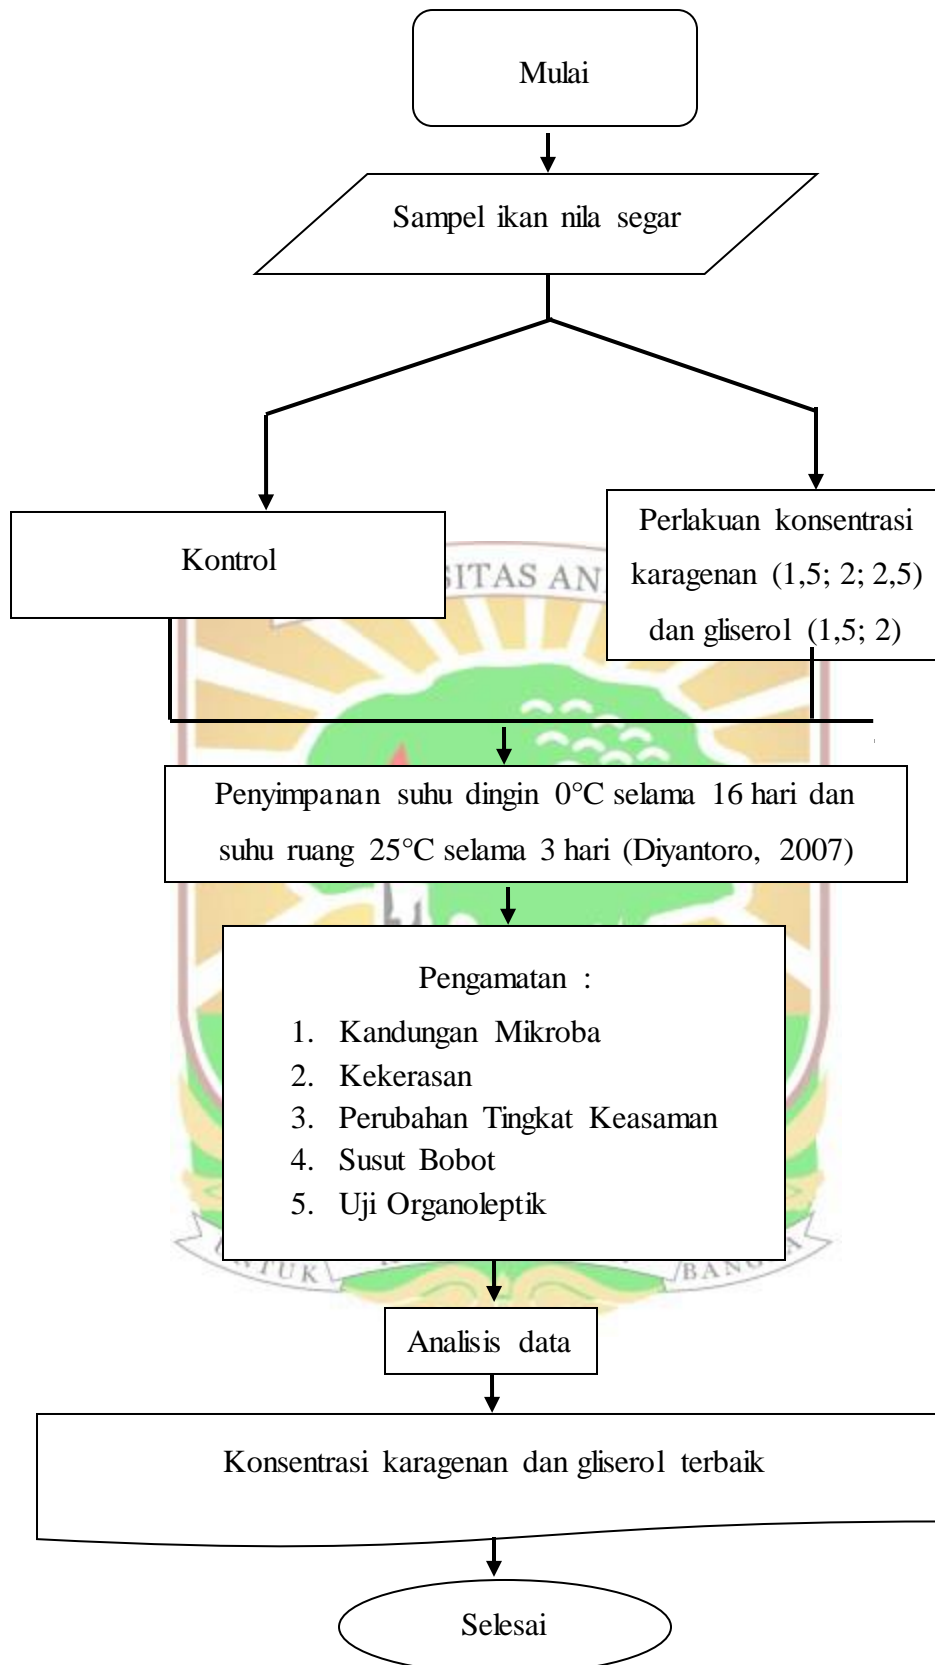 Mulai
Sampel ikan nila segar
Kontrol
Perlakuan konsentrasi
karagenan (1,5; 2; 2,5)
dan gliserol (1,5; 2)
SITAS AN
Penyimpanan suhu dingin 0°C selama 16 hari dan
suhu ruang 25°C selama 3 hari (Diyantoro, 2007)
Pengamatan :
1. Kandungan Mikroba
2. Kekerasan
3. Perubahan Tingkat Keasaman
4. Susut Bobot
5. Uji Organoleptik
UNTUK
Analisis data
Konsentrasi karagenan dan gliserol terbaik
Selesai